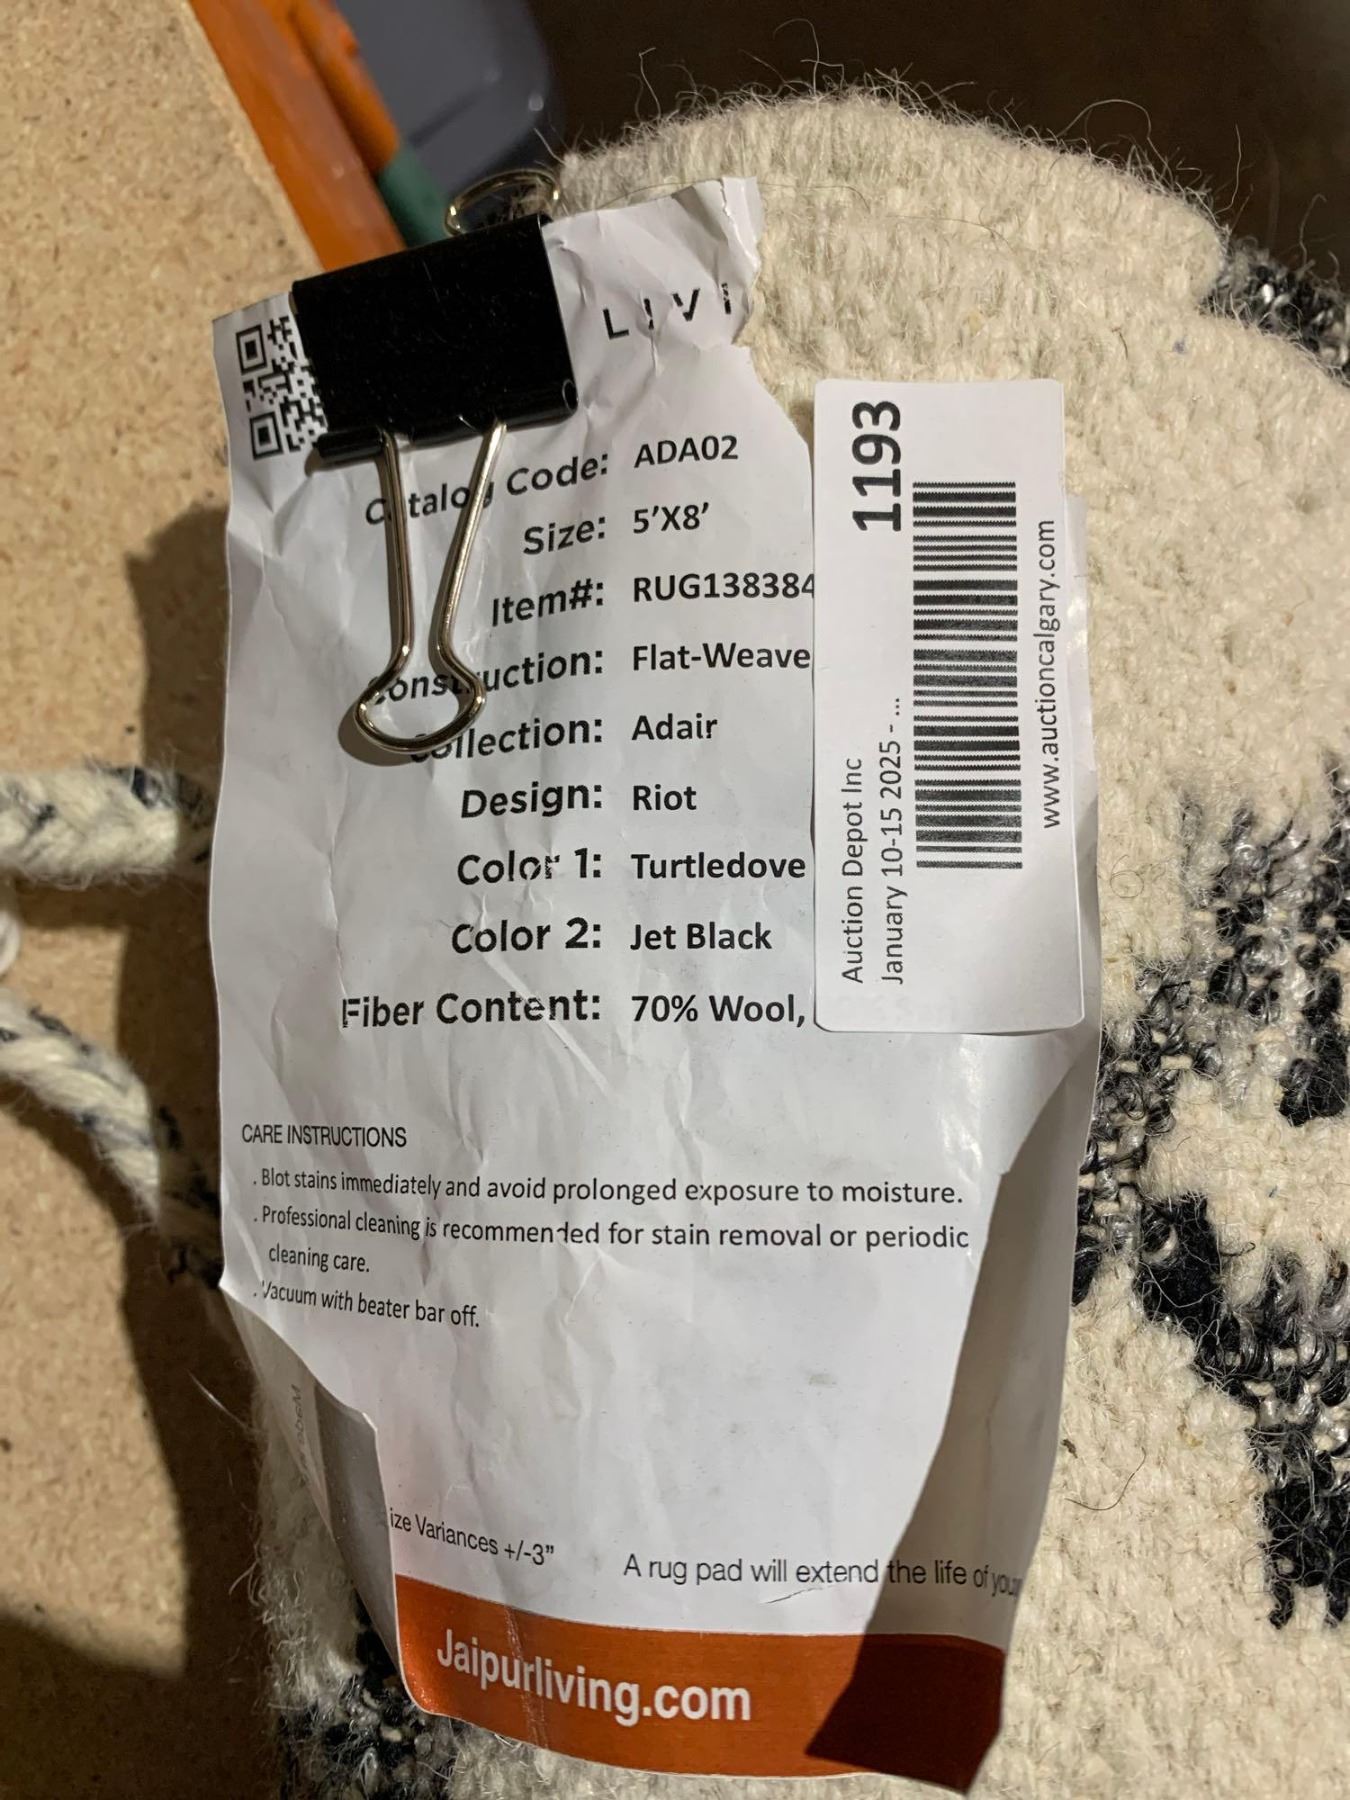 LIVI
Catalog Code: ADA02
Size: 5'X8'
Item#: RUG138384
Construction: Flat-Weave
Collection: Adair
Design: Riot
Color 1: Turtledove
Color 2: Jet Black
Fiber Content: 70% Wool,
1193
Auction Depot Inc
January 10-15 2025 - ...
www.auctioncalgary.com
CARE INSTRUCTIONS
. Blot stains immediately and avoid prolonged exposure to moisture.
. Professional cleaning is recommended for stain removal or periodic
cleaning care.
. Vacuum with beater bar off.
ize Variances +/-3"
A rug pad will extend the life of your
Jaipurliving.com